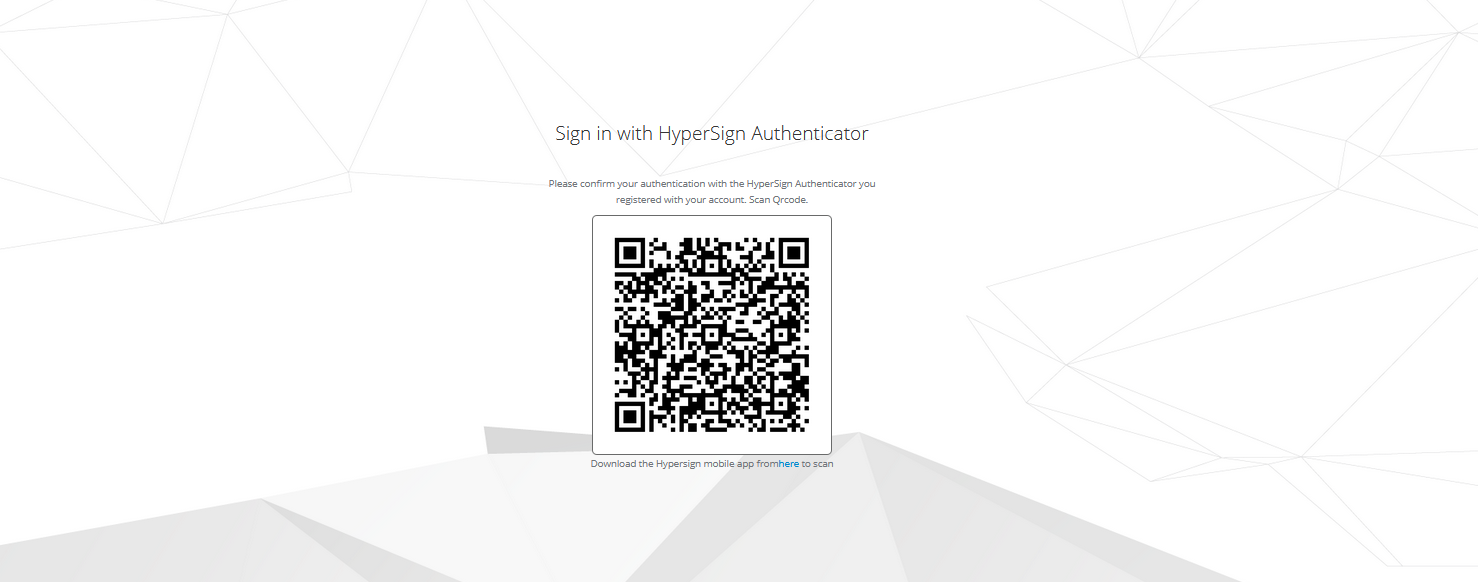 Sign in with HyperSign Authenticator
Please confirm your authentication with the HyperSign Authenticator you
registered with your account. Scan Qrcode.
Download the Hypersign mobile app fromhere to scan